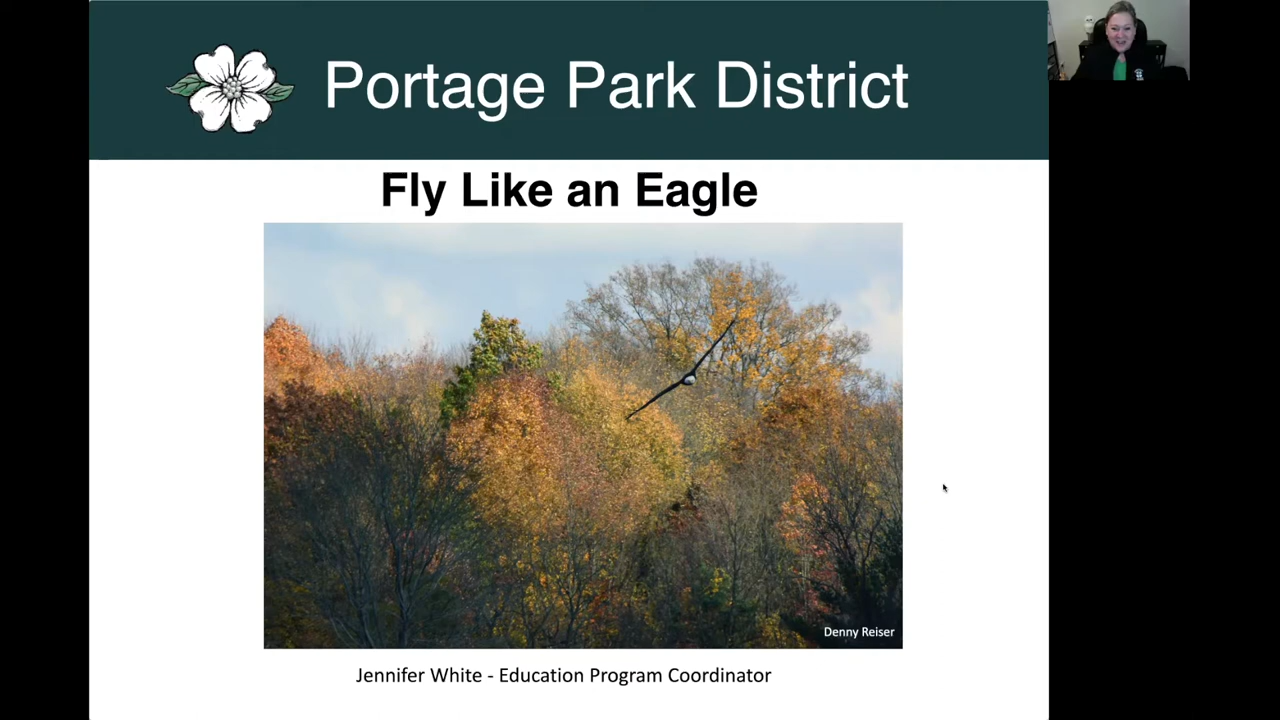 Portage Park District
Fly Like an Eagle
Denny Reiser
Jennifer White - Education Program Coordinator